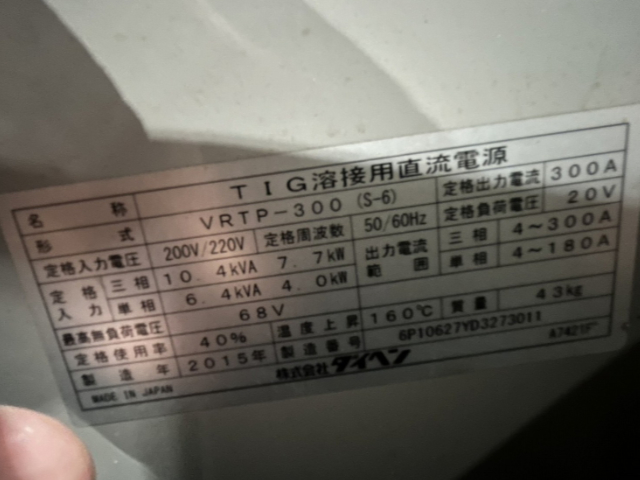 名称 TIG溶接用直流電源
形式 VRTP-300 (S-6) 定格出力電流 300A
定格入力電圧 200V/220V 定格周波数 50/60Hz 定格負荷電圧 20V
定格入力 三相 10.4kVA 7.7kW 出力電流範囲 三相 4~300A
単相 6.4kVA 4.0kW 単相 4~180A
最高無負荷電圧 68V
定格使用率 40% 温度上昇 160℃ 質量 43kg
製造年 2015年 製造番号 6P10627YD3273011
MADE IN JAPAN 株式会社ダイヘン A7421F